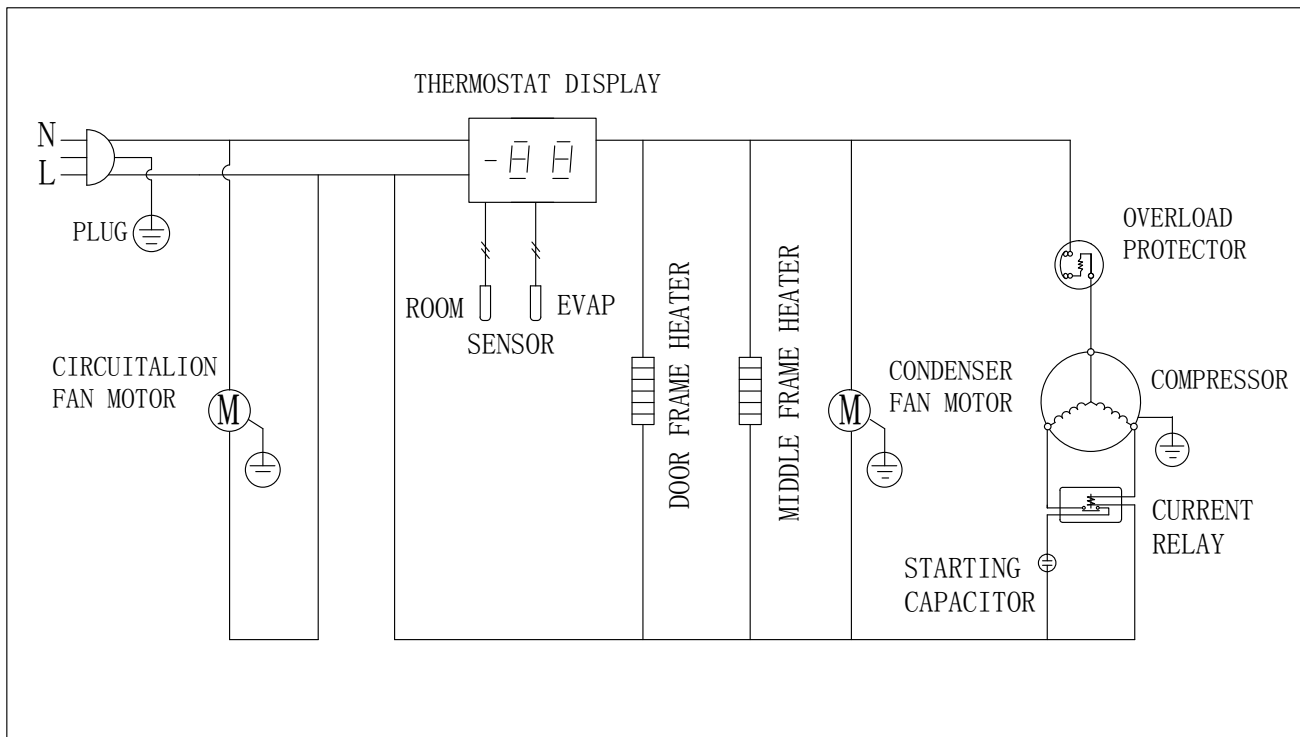 THERMOSTAT DISPLAY
N
L
PLUG
-88
ROOM
EVAP
SENSOR
CIRCUITALION
FAN MOTOR
M
DOOR FRAME HEATER
MIDDLE FRAME HEATER
M
CONDENSER
FAN MOTOR
OVERLOAD
PROTECTOR
COMPRESSOR
CURRENT
RELAY
STARTING
CAPACITOR